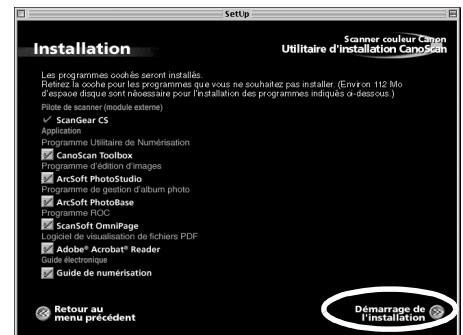 SetUp
Installation
Scanner couleur Canon
Utilitaire d'installation CanoScan
Les programmes cochés seront installés.
Retirez la coche pour les programmes que vous ne souhaitez pas installer. (Environ 112 Mo
d'espace disque sont nécessaire pour l'installation des programmes indiqués ci-dessous.)
Pilote de scanner (module externe)
ScanGear CS
Application
Programme Utilitaire de Numérisation
CanoScan Toolbox
Programme d'édition d'images
ArcSoft PhotoStudio
Programme de gestion d'album photo
ArcSoft PhotoBase
Programme ROC
ScanSoft OmniPage
Logiciel de visualisation de fichiers PDF
Adobe® Acrobat® Reader
Guide électronique
Guide de numérisation
Retour au
menu précédent
Démarrage de
l'installation